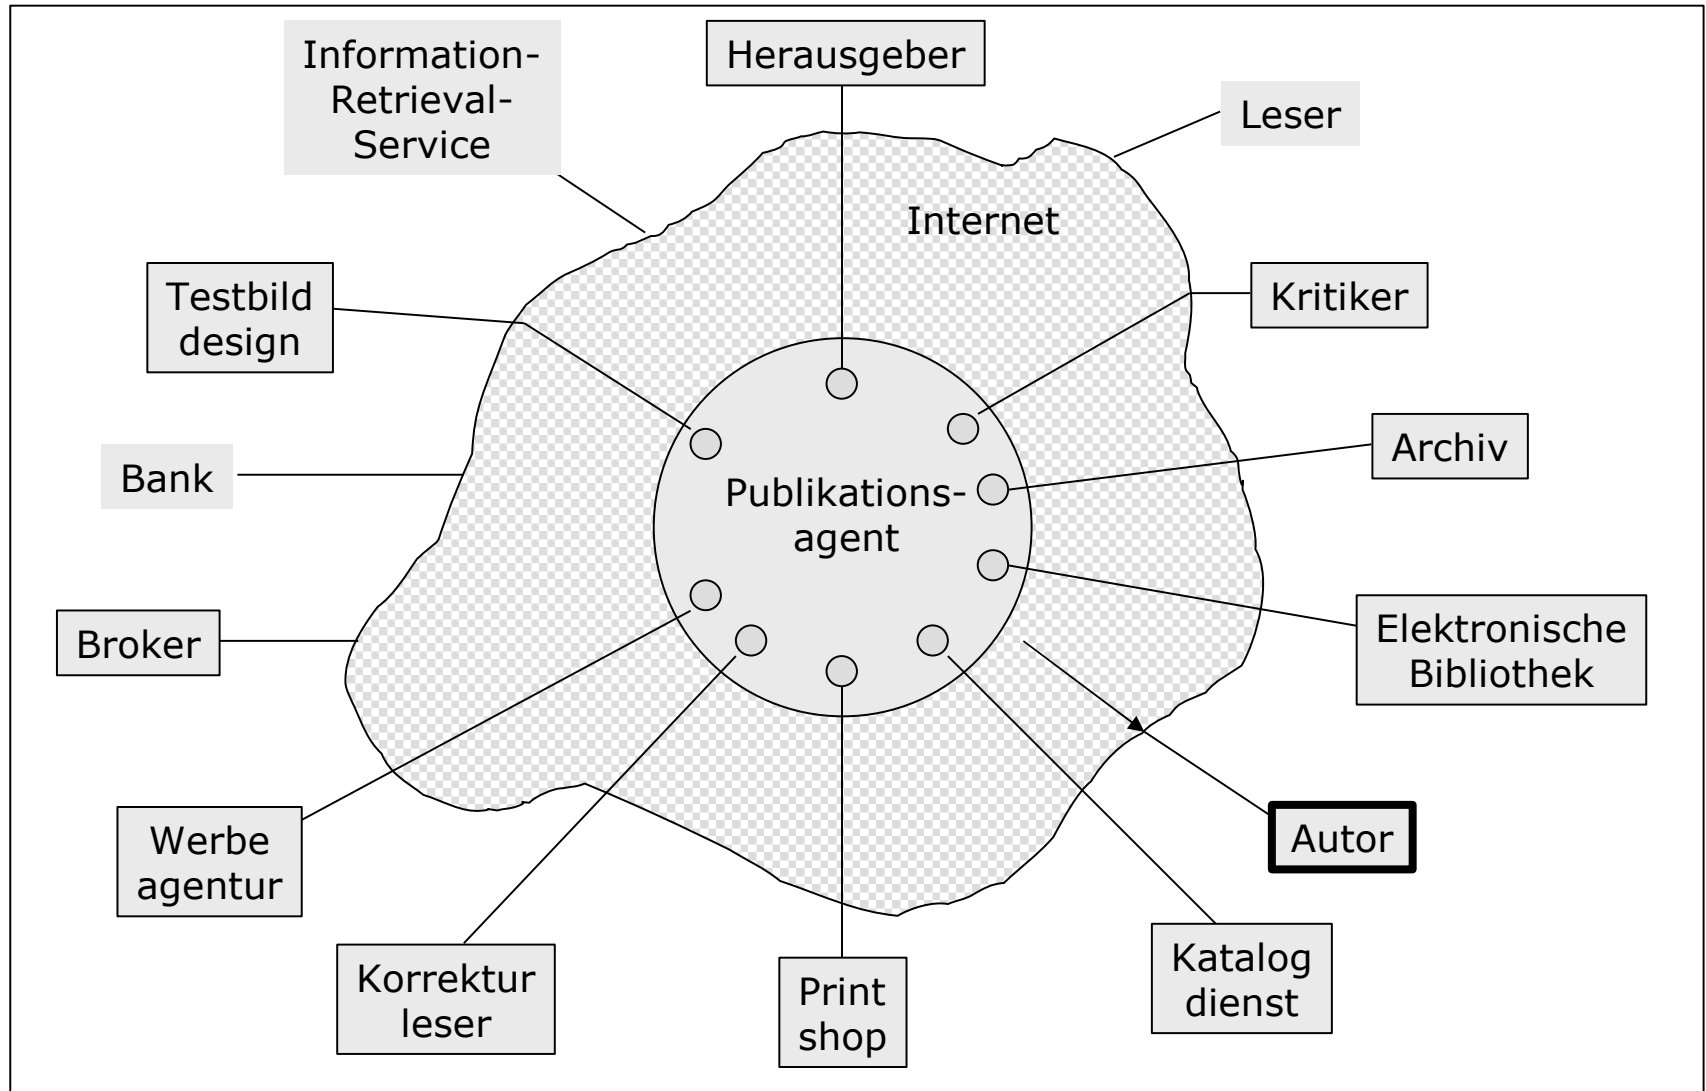 Information-
Retrieval-
Service
Herausgeber
Leser
Internet
Testbild
design
Kritiker
Archiv
Bank
Publikations-
agent
Broker
Elektronische
Bibliothek
Werbe
agentur
Autor
Korrektur
leser
Print
shop
Katalog
dienst